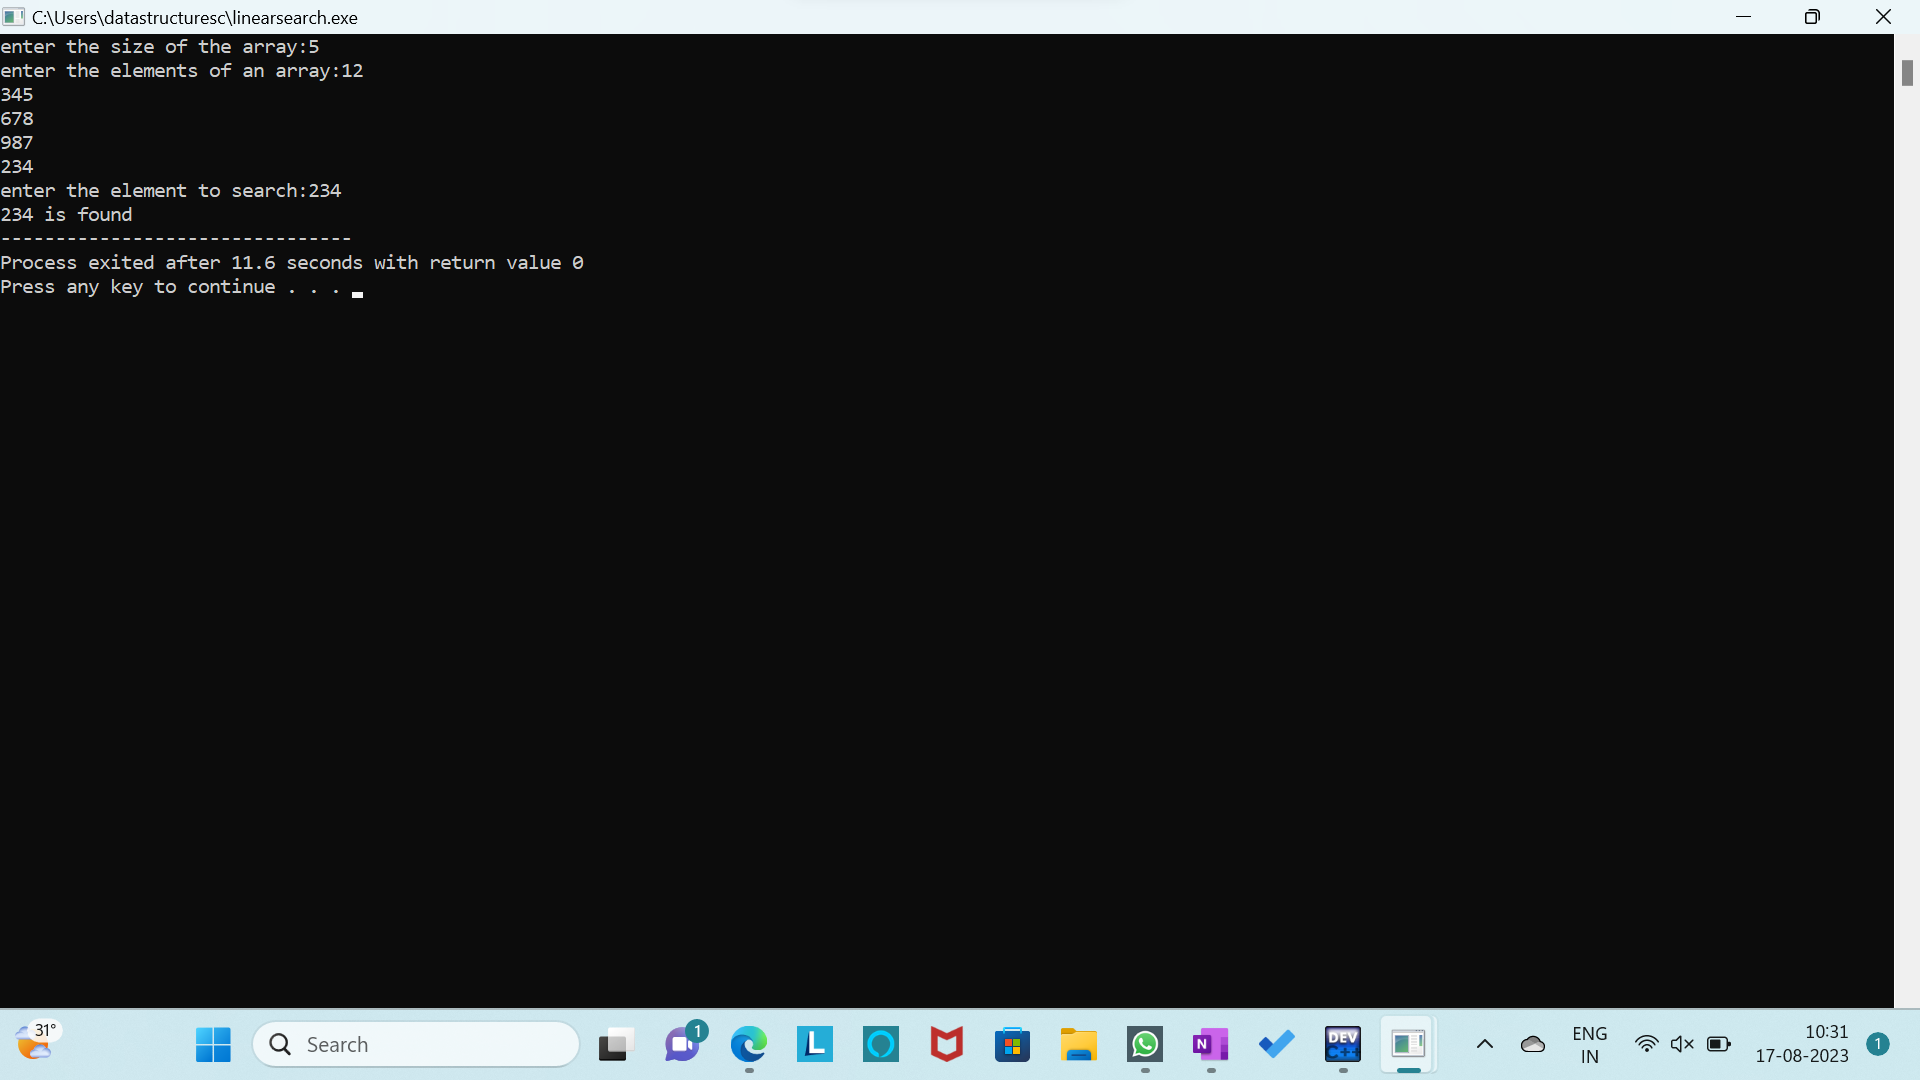 C:\Users\datastructuresc\linearsearch.exe
enter the size of the array:5
enter the elements of an array:12
345
678
987
234
enter the element to search:234
234 is found
--------------------------------
Process exited after 11.6 seconds with return value 0
Press any key to continue . . .
31°
Search
1
L
N
DEV
C++
ENG
IN
10:31
17-08-2023
1